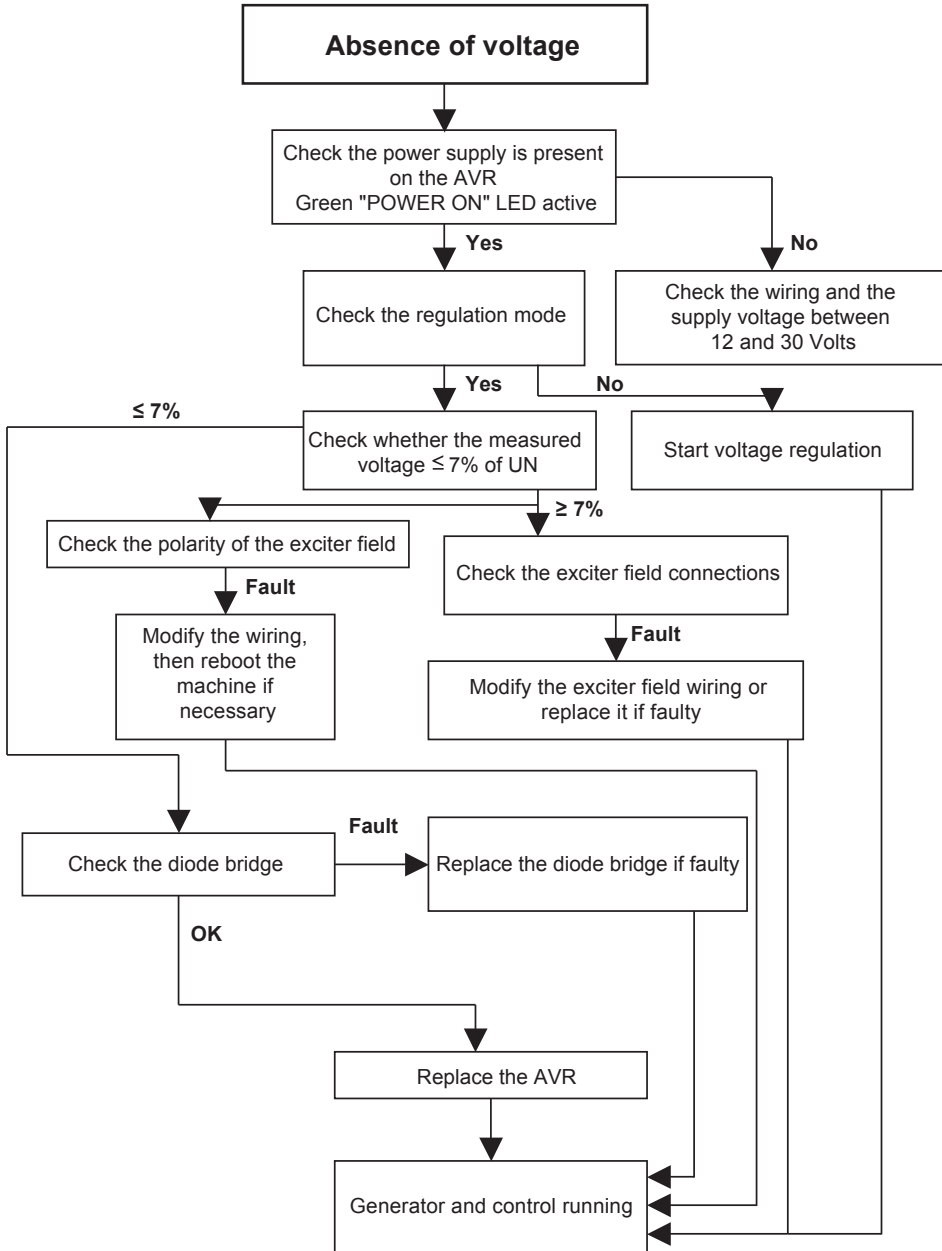 Absence of voltage
Check the power supply is present
on the AVR
Green "POWER ON" LED active
Yes
No
Check the regulation mode
Check the wiring and the
supply voltage between
12 and 30 Volts
Yes
No
≤ 7%
Check whether the measured
voltage ≤ 7% of UN
Start voltage regulation
≥ 7%
Check the polarity of the exciter field
Check the exciter field connections
Fault
Fault
Modify the wiring,
then reboot the
machine if
necessary
Modify the exciter field wiring or
replace it if faulty
Check the diode bridge
Fault
Replace the diode bridge if faulty
OK
Replace the AVR
Generator and control running